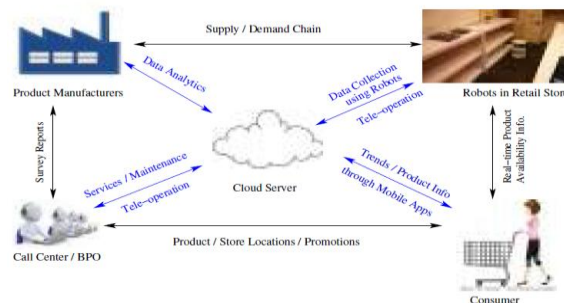 Supply / Demand Chain
Product Manufacturers
Data Analytics
Data Collection
using Robots
Tele−operation
Robots in Retail Stor
Survey Reports
Cloud Server
Real−time Product
Availability Info.
Services / Maintenance
Tele−operation
Trends / Product Info
through Mobile Apps
Product / Store Locations / Promotions
Call Center / BPO
Consumer